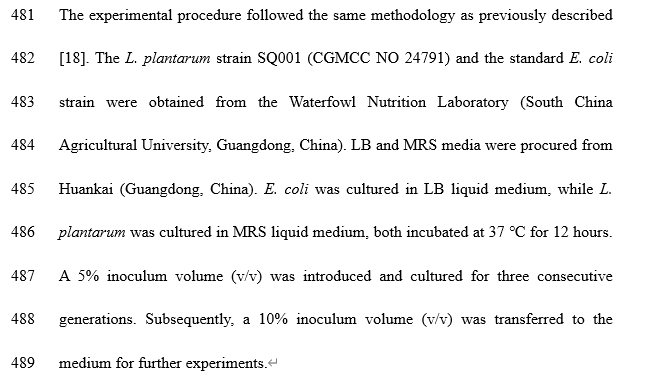 481 The experimental procedure followed the same methodology as previously described
482 [18]. The L. plantarum strain SQ001 (CGMCC NO 24791) and the standard E. coli
483 strain were obtained from the Waterfowl Nutrition Laboratory (South China
484 Agricultural University, Guangdong, China). LB and MRS media were procured from
485 Huankai (Guangdong, China). E. coli was cultured in LB liquid medium, while L.
486 plantarum was cultured in MRS liquid medium, both incubated at 37 ℃ for 12 hours.
487 A 5% inoculum volume (v/v) was introduced and cultured for three consecutive
488 generations. Subsequently, a 10% inoculum volume (v/v) was transferred to the
489 medium for further experiments.↵